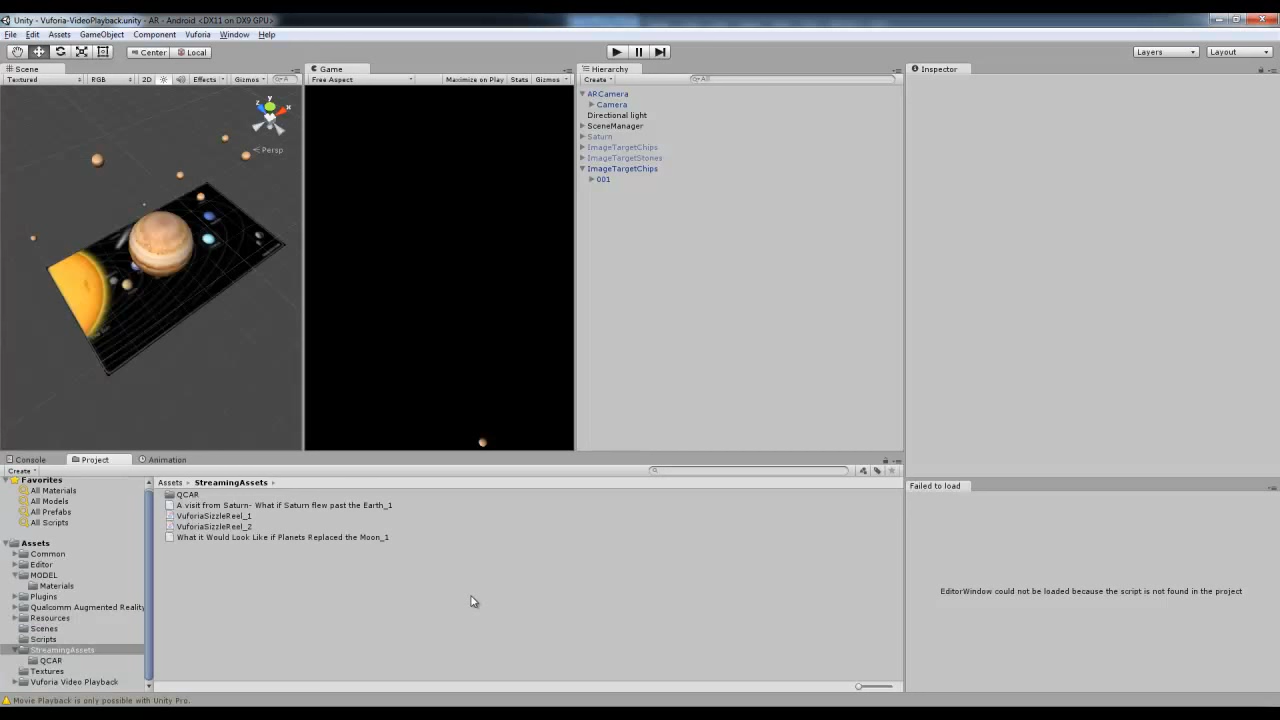 Unity - Vuforia-VideoPlayback.unity - AR - Android <DX11 on DX9 GPU>
File Edit Assets GameObject Component Vuforia Window Help
Center Local Layers Layout
Scene Game Hierarchy Inspector
Textured RGB 2D Effects Gizmos Free Aspect Maximize on Play Stats Gizmos Create All
y
z
x
Persp
ARCamera
Camera
Directional light
SceneManager
Saturn
ImageTargetChips
ImageTargetStones
ImageTargetChips
001
Console Project Animation
Create
Favorites
All Materials
All Models
All Prefabs
All Scripts
Assets
Common
Editor
MODEL
Materials
Plugins
Qualcomm Augmented Reality
Resources
Scenes
Scripts
StreamingAssets
QCAR
Textures
Vuforia Video Playback
Assets StreamingAssets
QCAR
A visit from Saturn- What if Saturn flew past the Earth_1
VuforiaSizzleReel_1
VuforiaSizzleReel_2
What it Would Look Like if Planets Replaced the Moon_1
Failed to load
EditorWindow could not be loaded because the script is not found in the project
Movie Playback is only possible with Unity Pro.